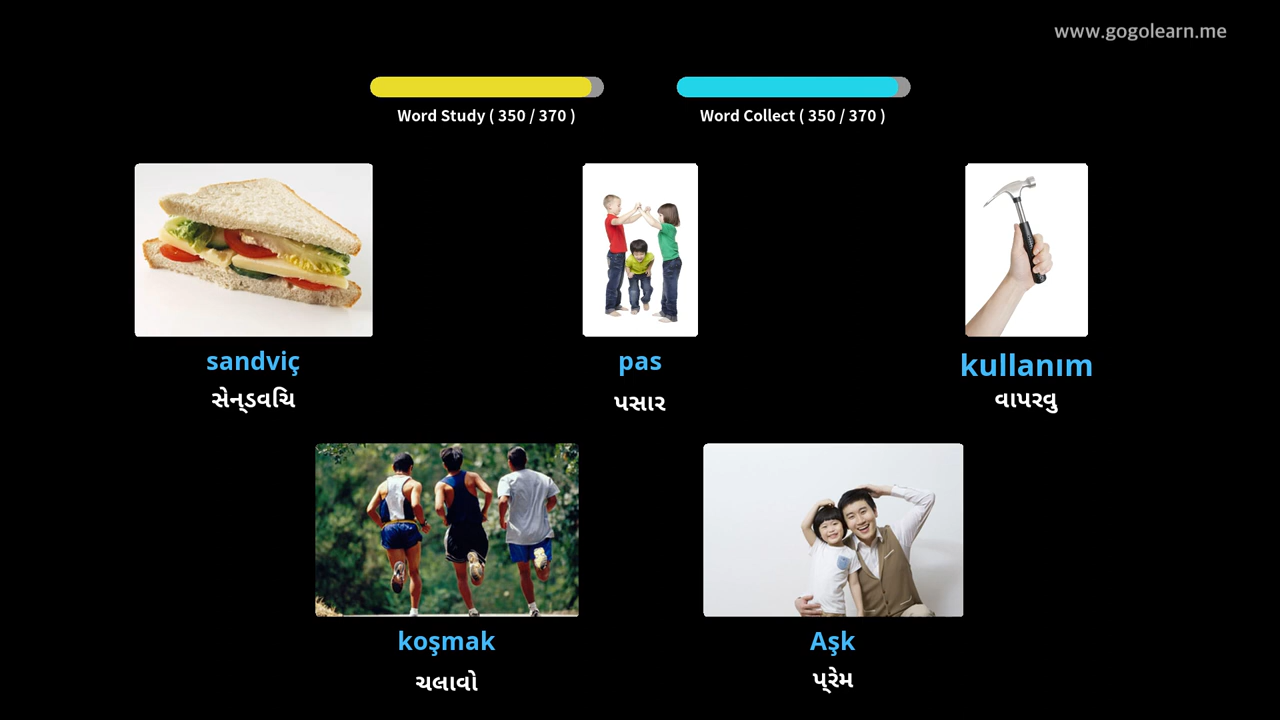 www.gogolearn.me
Word Study ( 350 / 370 )
Word Collect ( 350 / 370 )
sandviç
સેન્ડવચિ
pas
પસાર
kullanım
વાપરવુ
koşmak
ચલાવો
Aşk
પ્રેમ